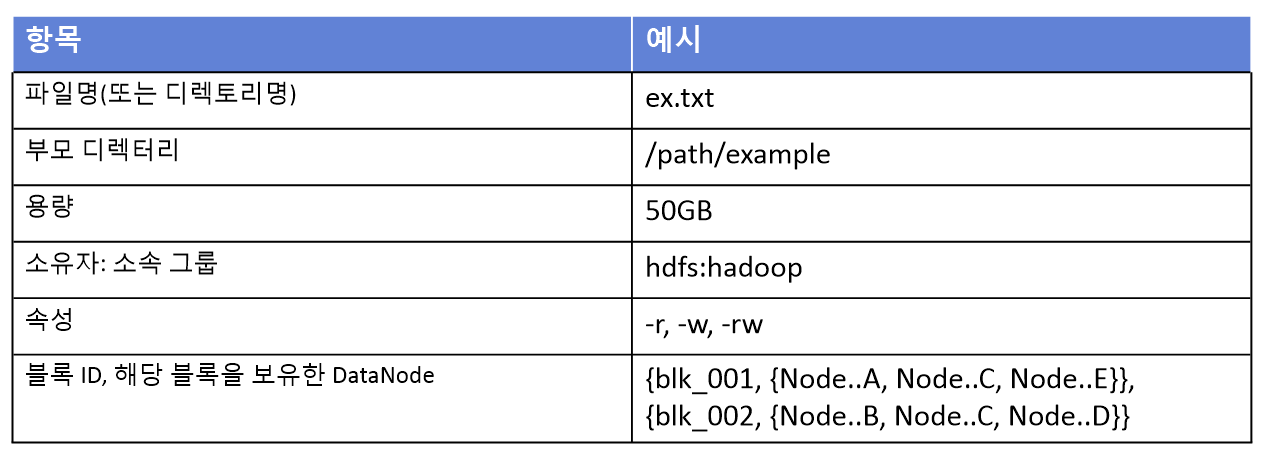 항목 예시
파일명(또는 디렉토리명) ex.txt
부모 디렉터리 /path/example
용량 50GB
소유자: 소속 그룹 hdfs:hadoop
속성 -r, -w, -rw
블록 ID, 해당 블록을 보유한 DataNode {blk_001, {Node..A, Node..C, Node..E}},
{blk_002, {Node..B, Node..C, Node..D}}